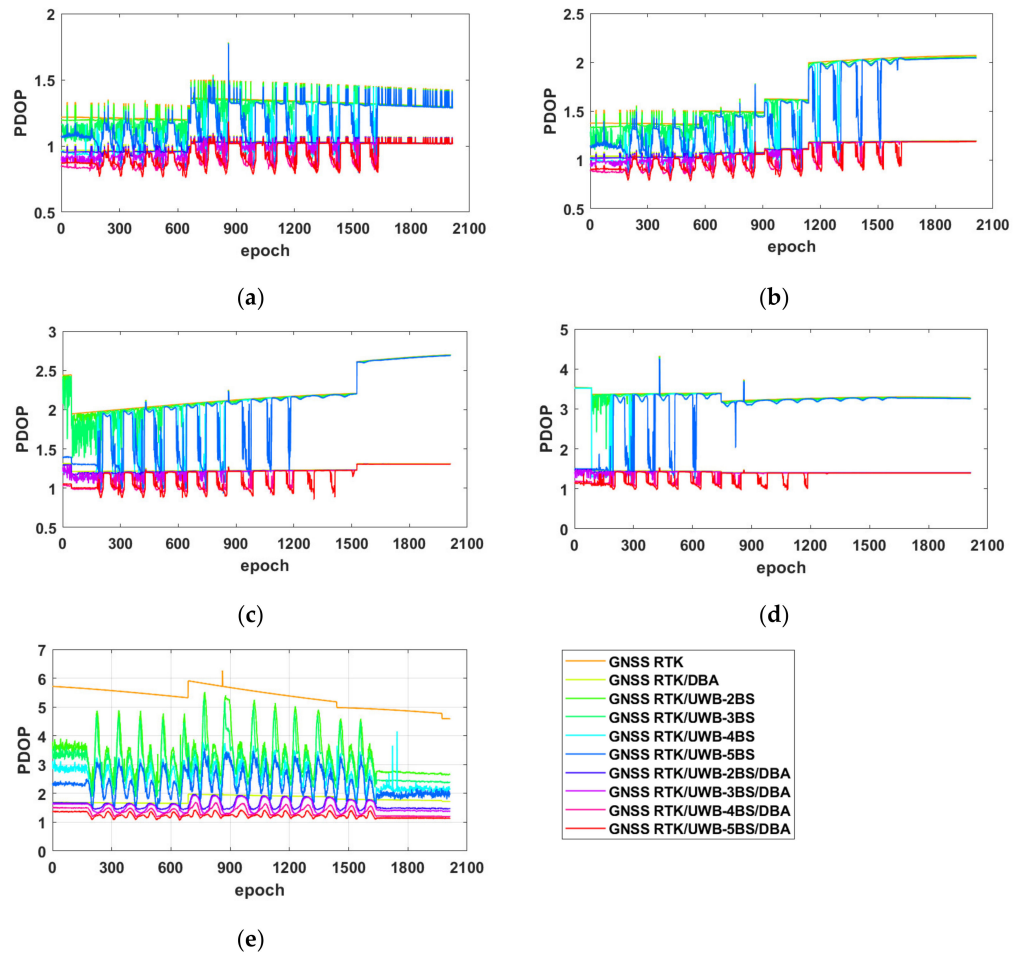 2
1.5
1
0.5
PDOP
0 300 600 900 1200 1500 1800 2100
epoch
(a)
2.5
2
1.5
1
0.5
PDOP
0 300 600 900 1200 1500 1800 2100
epoch
(b)
3
2.5
2
1.5
1
0.5
PDOP
0 300 600 900 1200 1500 1800 2100
epoch
(c)
5
4
3
2
1
0
PDOP
0 300 600 900 1200 1500 1800 2100
epoch
(d)
7
6
5
4
3
2
1
0
PDOP
0 300 600 900 1200 1500 1800 2100
epoch
(e)
GNSS RTK
GNSS RTK/DBA
GNSS RTK/UWB-2BS
GNSS RTK/UWB-3BS
GNSS RTK/UWB-4BS
GNSS RTK/UWB-5BS
GNSS RTK/UWB-2BS/DBA
GNSS RTK/UWB-3BS/DBA
GNSS RTK/UWB-4BS/DBA
GNSS RTK/UWB-5BS/DBA